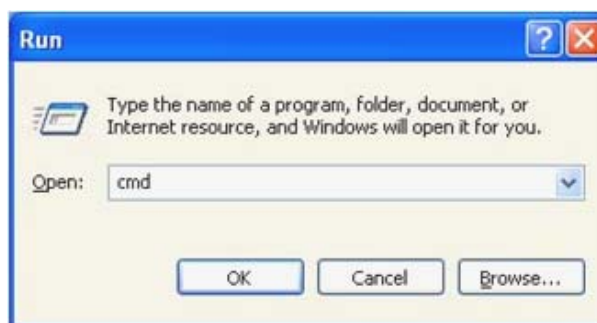 Run
Type the name of a program, folder, document, or
Internet resource, and Windows will open it for you.
Open: cmd
OK Cancel Browse...